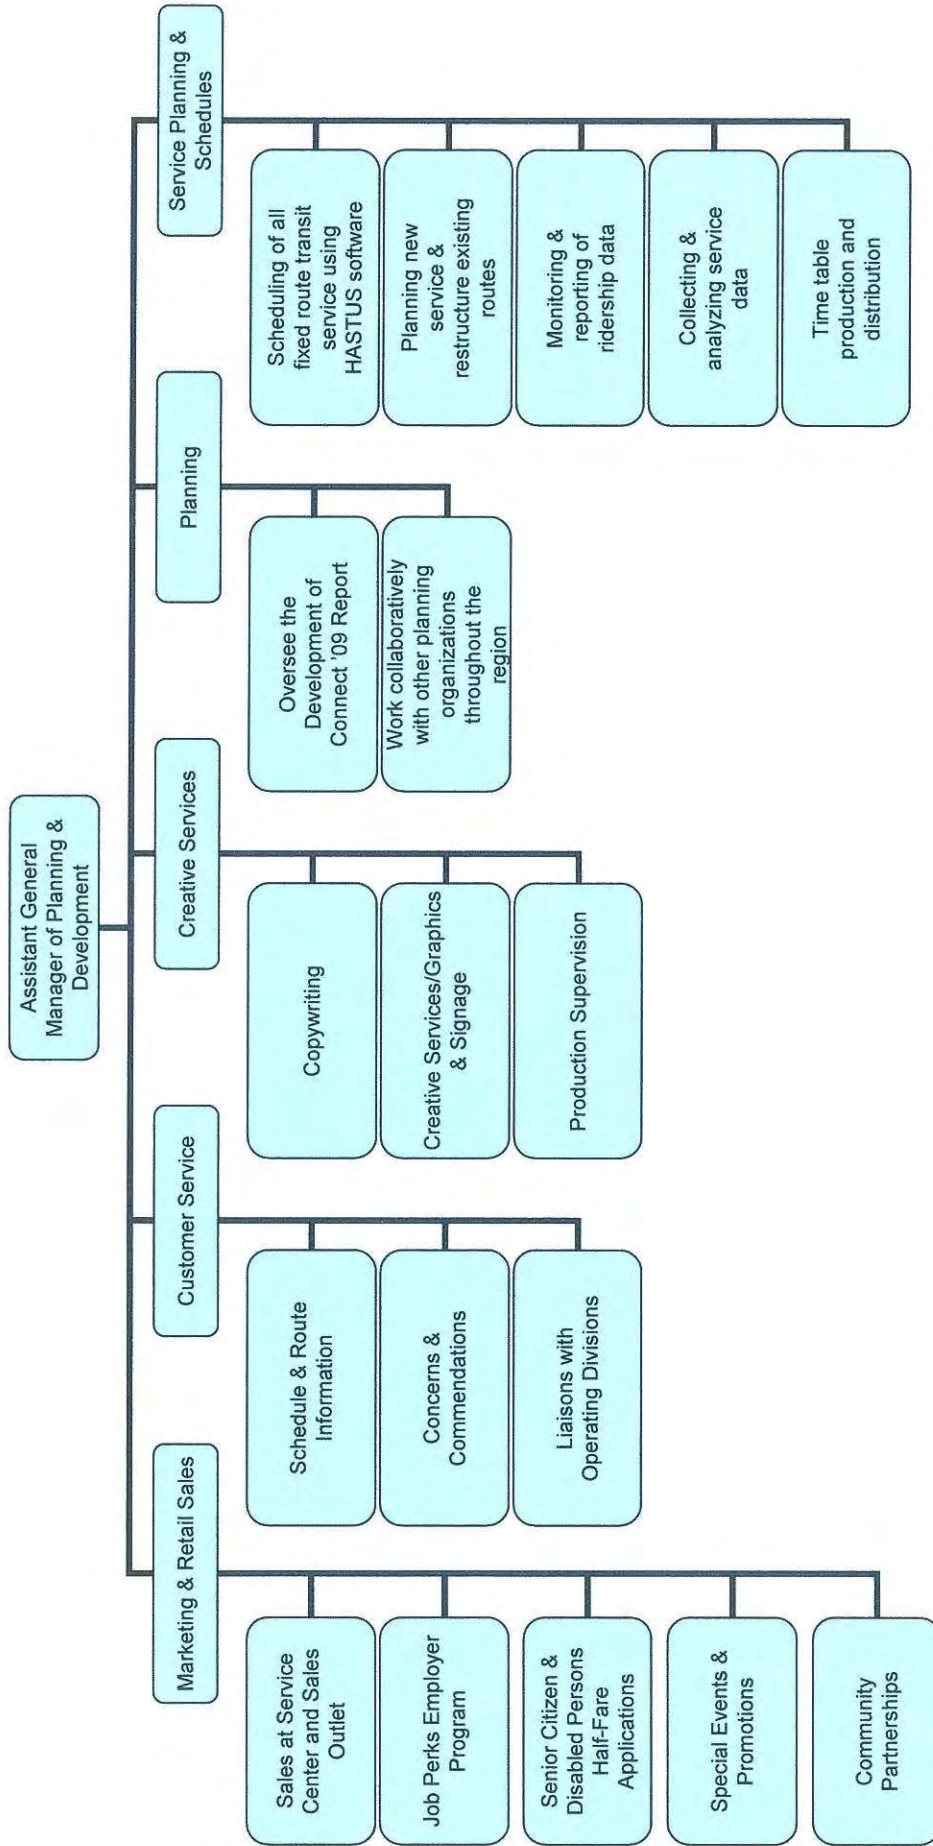 Assistant General
Manager of Planning &
Development
Marketing & Retail Sales
Sales at Service
Center and Sales
Outlet
Job Perks Employer
Program
Senior Citizen &
Disabled Persons
Half-Fare
Applications
Special Events &
Promotions
Community
Partnerships
Customer Service
Schedule & Route
Information
Concerns &
Commendations
Liaisons with
Operating Divisions
Creative Services
Copywriting
Creative Services/Graphics
& Signage
Production Supervision
Planning
Oversee the
Development of
Connect '09 Report
Work collaboratively
with other planning
organizations
throughout the
region
Service Planning &
Schedules
Scheduling of all
fixed route transit
service using
HASTUS software
Planning new
service &
restructure existing
routes
Monitoring &
reporting of
ridership data
Collecting &
analyzing service
data
Time table
production and
distribution